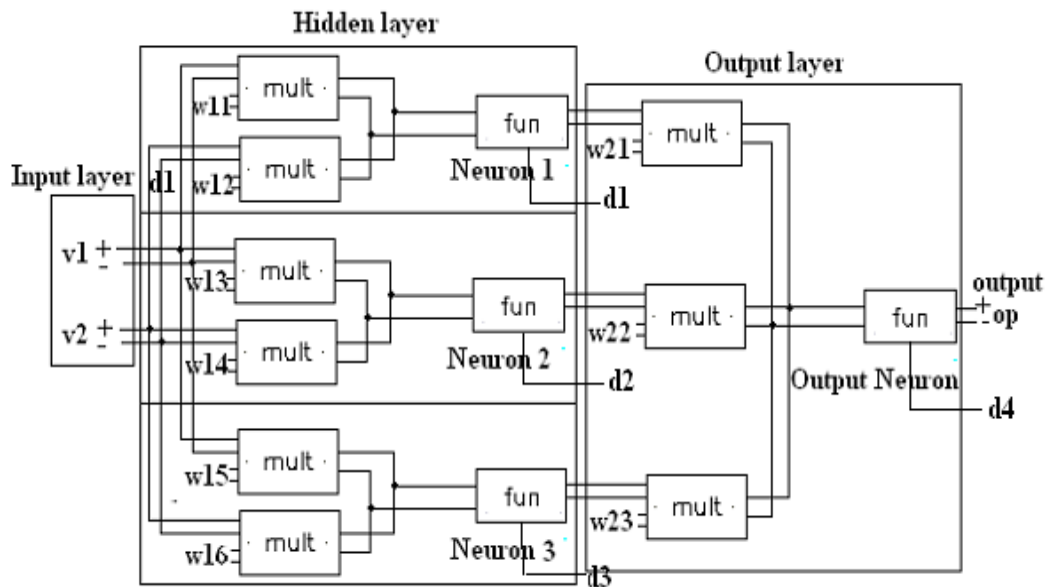 Hidden layer
Output layer
Input layer
mult
w11
mult
w12
d1
fun
Neuron 1
d1
mult
w21
v1 + -
v2 + -
mult
w13
mult
w14
fun
Neuron 2
d2
mult
w22
fun
output
+ op
-
Output Neuron
d4
mult
w15
mult
w16
fun
Neuron 3
d3
mult
w23